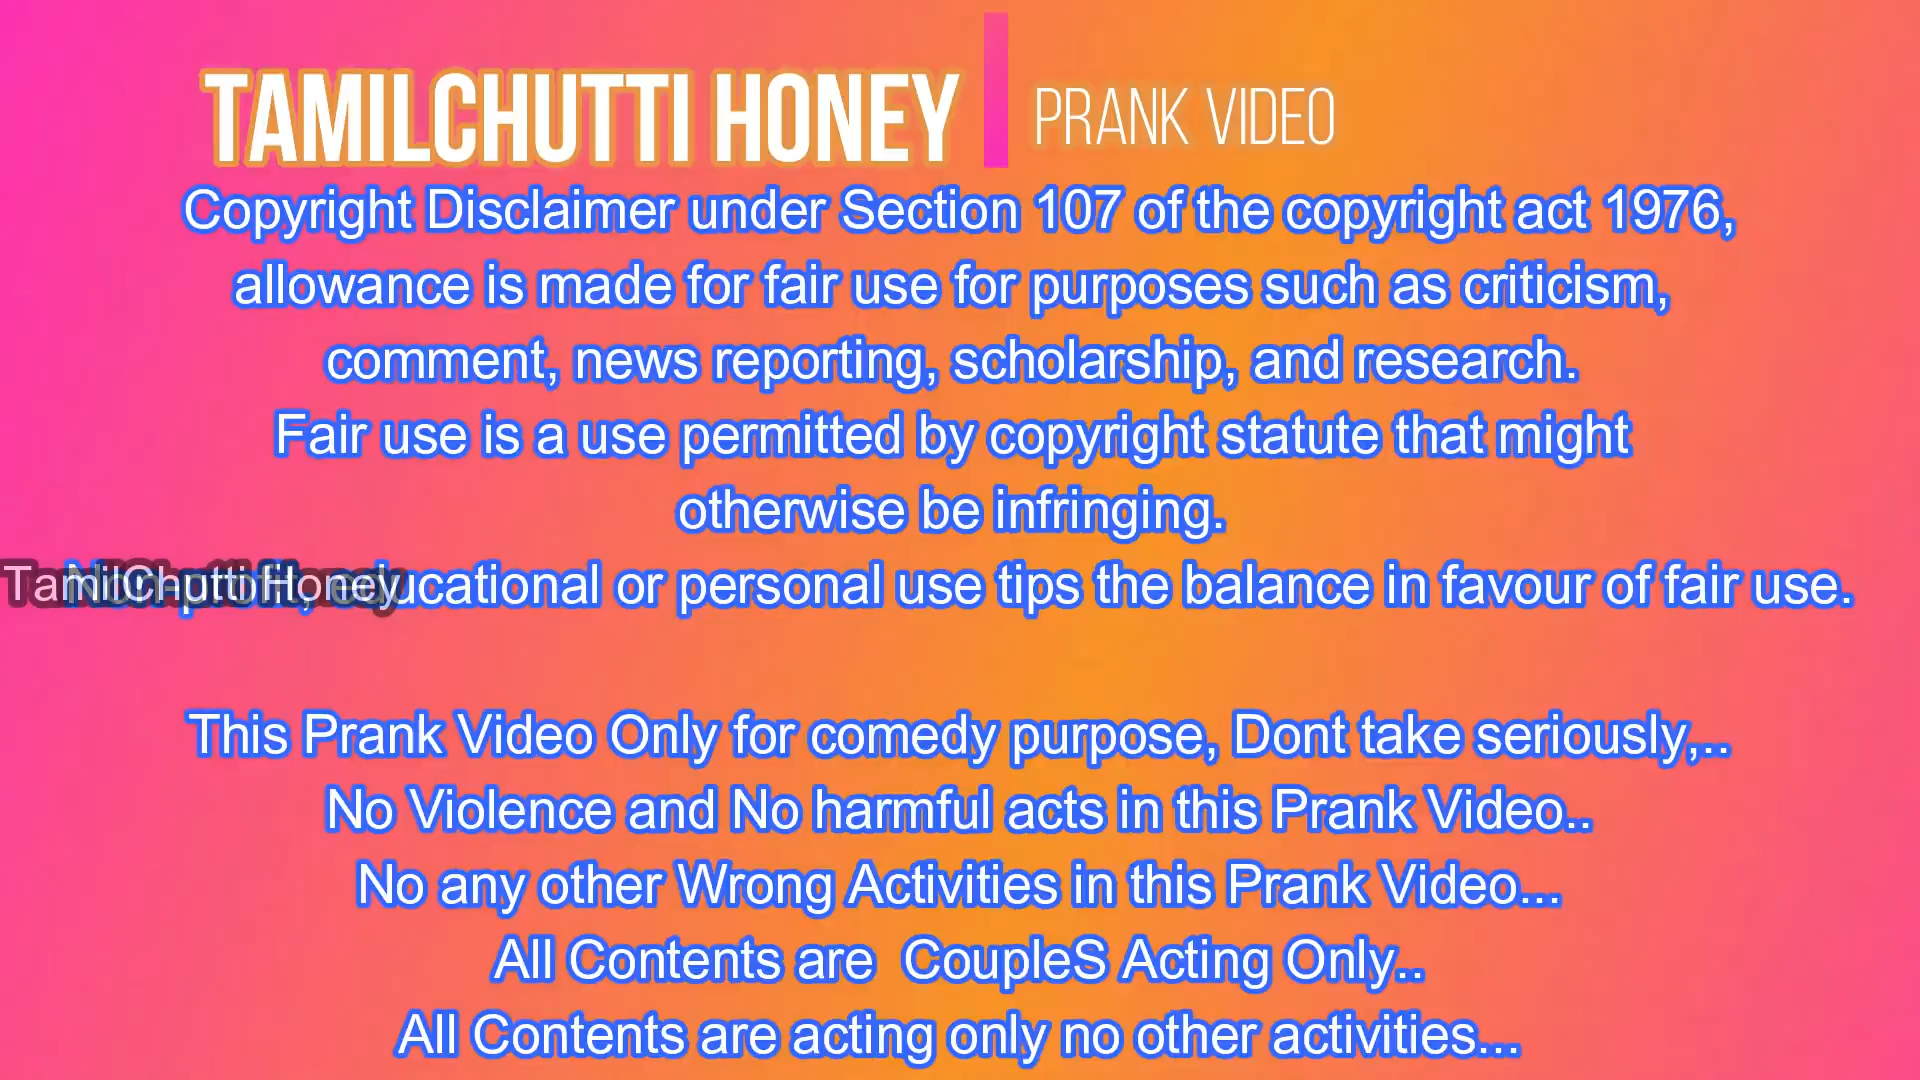 TAMILCHUTTI HONEY PRANK VIDEO
Copyright Disclaimer under Section 107 of the copyright act 1976,
allowance is made for fair use for purposes such as criticism,
comment, news reporting, scholarship, and research.
Fair use is a use permitted by copyright statute that might
otherwise be infringing.
Non-profit, educational or personal use tips the balance in favour of fair use.
TamilChutti Honey
This Prank Video Only for comedy purpose, Dont take seriously,..
No Violence and No harmful acts in this Prank Video..
No any other Wrong Activities in this Prank Video...
All Contents are  CoupleS Acting Only..
All Contents are acting only no other activities...